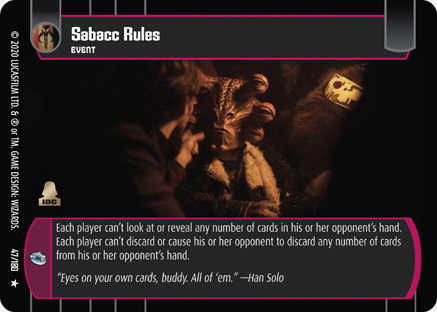 Sabacc Rules
EVENT
© 2020 LUCASFILM LTD. & ® OR TM. GAME DESIGN: WIZARDS.
IDC
47/180
Each player can't look at or reveal any number of cards in his or her opponent's hand.
Each player can't discard or cause his or her opponent to discard any number of cards
from his or her opponent's hand.
"Eyes on your own cards, buddy. All of 'em." —Han Solo